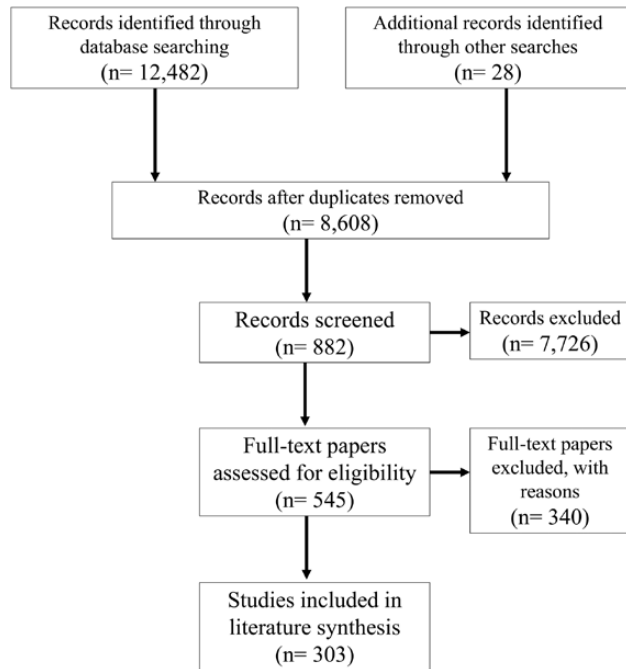 Records identified through
database searching
(n= 12,482)
Additional records identified
through other searches
(n= 28)
Records after duplicates removed
(n= 8,608)
Records screened
(n= 882)
Records excluded
(n= 7,726)
Full-text papers
assessed for eligibility
(n= 545)
Full-text papers
excluded, with
reasons
(n= 340)
Studies included in
literature synthesis
(n= 303)